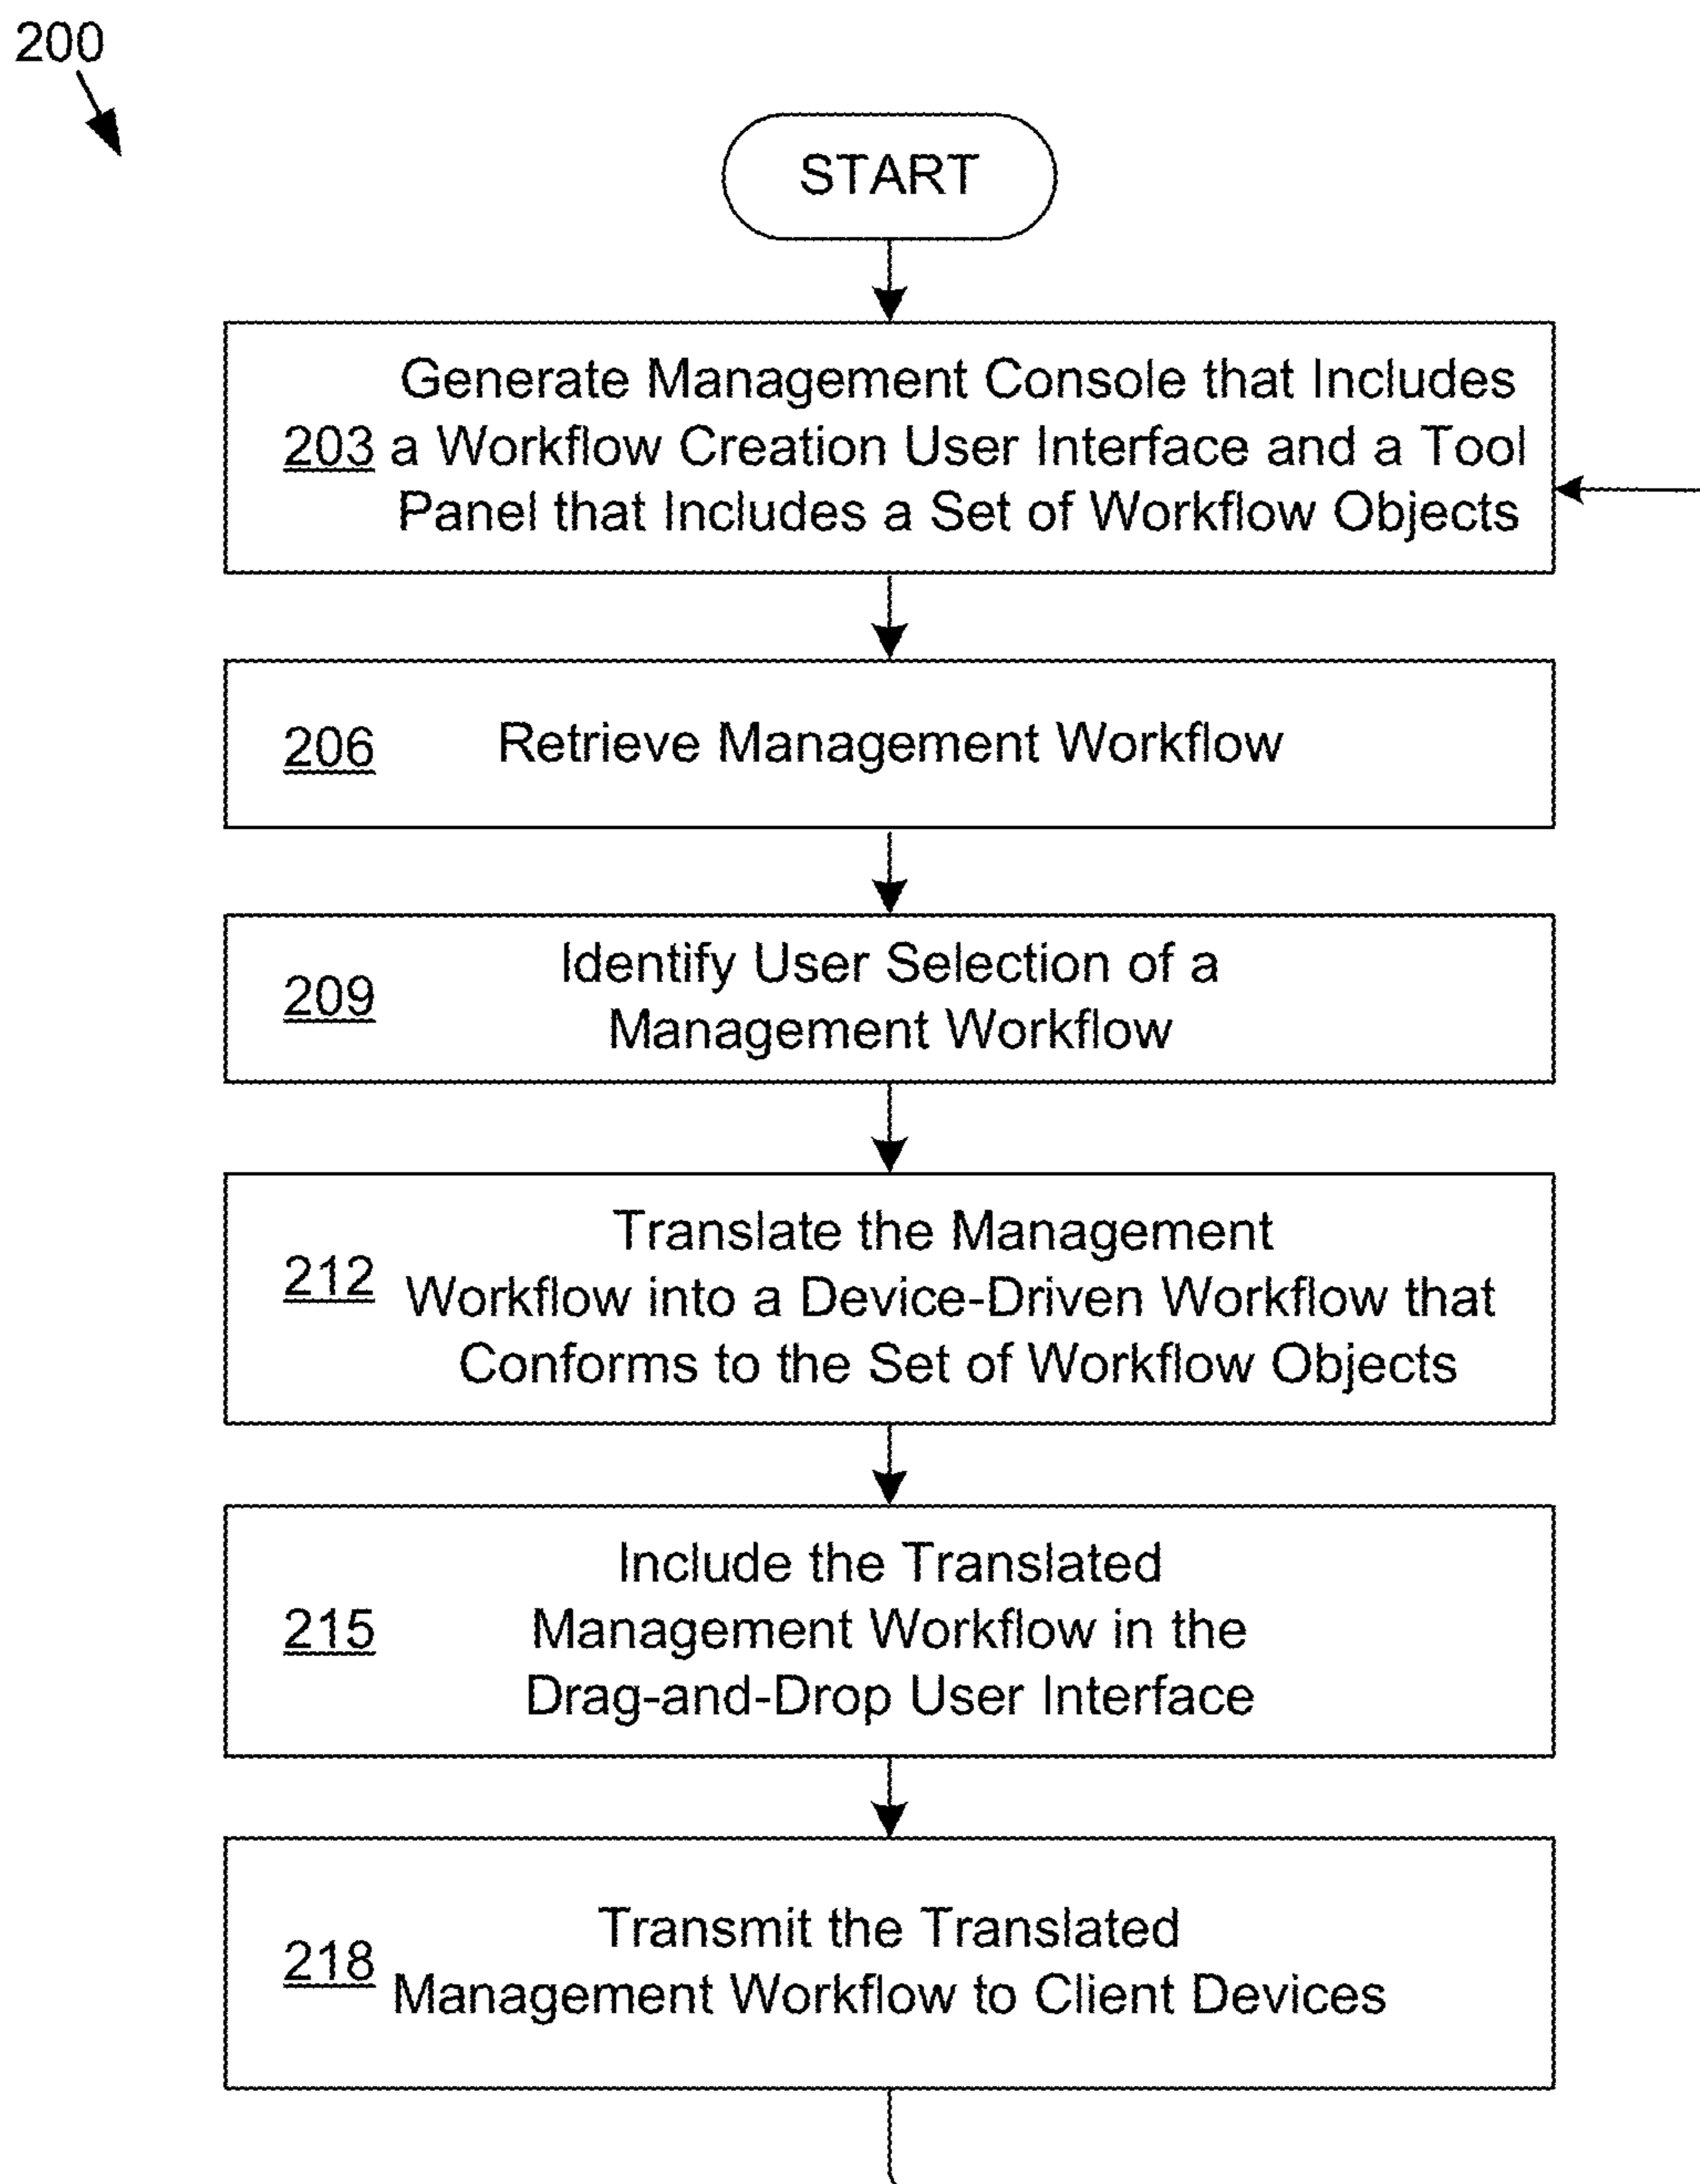 200
START
Generate Management Console that Includes
203 a Workflow Creation User Interface and a Tool
Panel that Includes a Set of Workflow Objects
206 Retrieve Management Workflow
Identify User Selection of a
209
Management Workflow
Translate the Management
212
Workflow into a Device-Driven Workflow that
Conforms to the Set of Workflow Objects
Include the Translated
215 Management Workflow in the
Drag-and-Drop User Interface
Transmit the Translated
218
Management Workflow to Client Devices